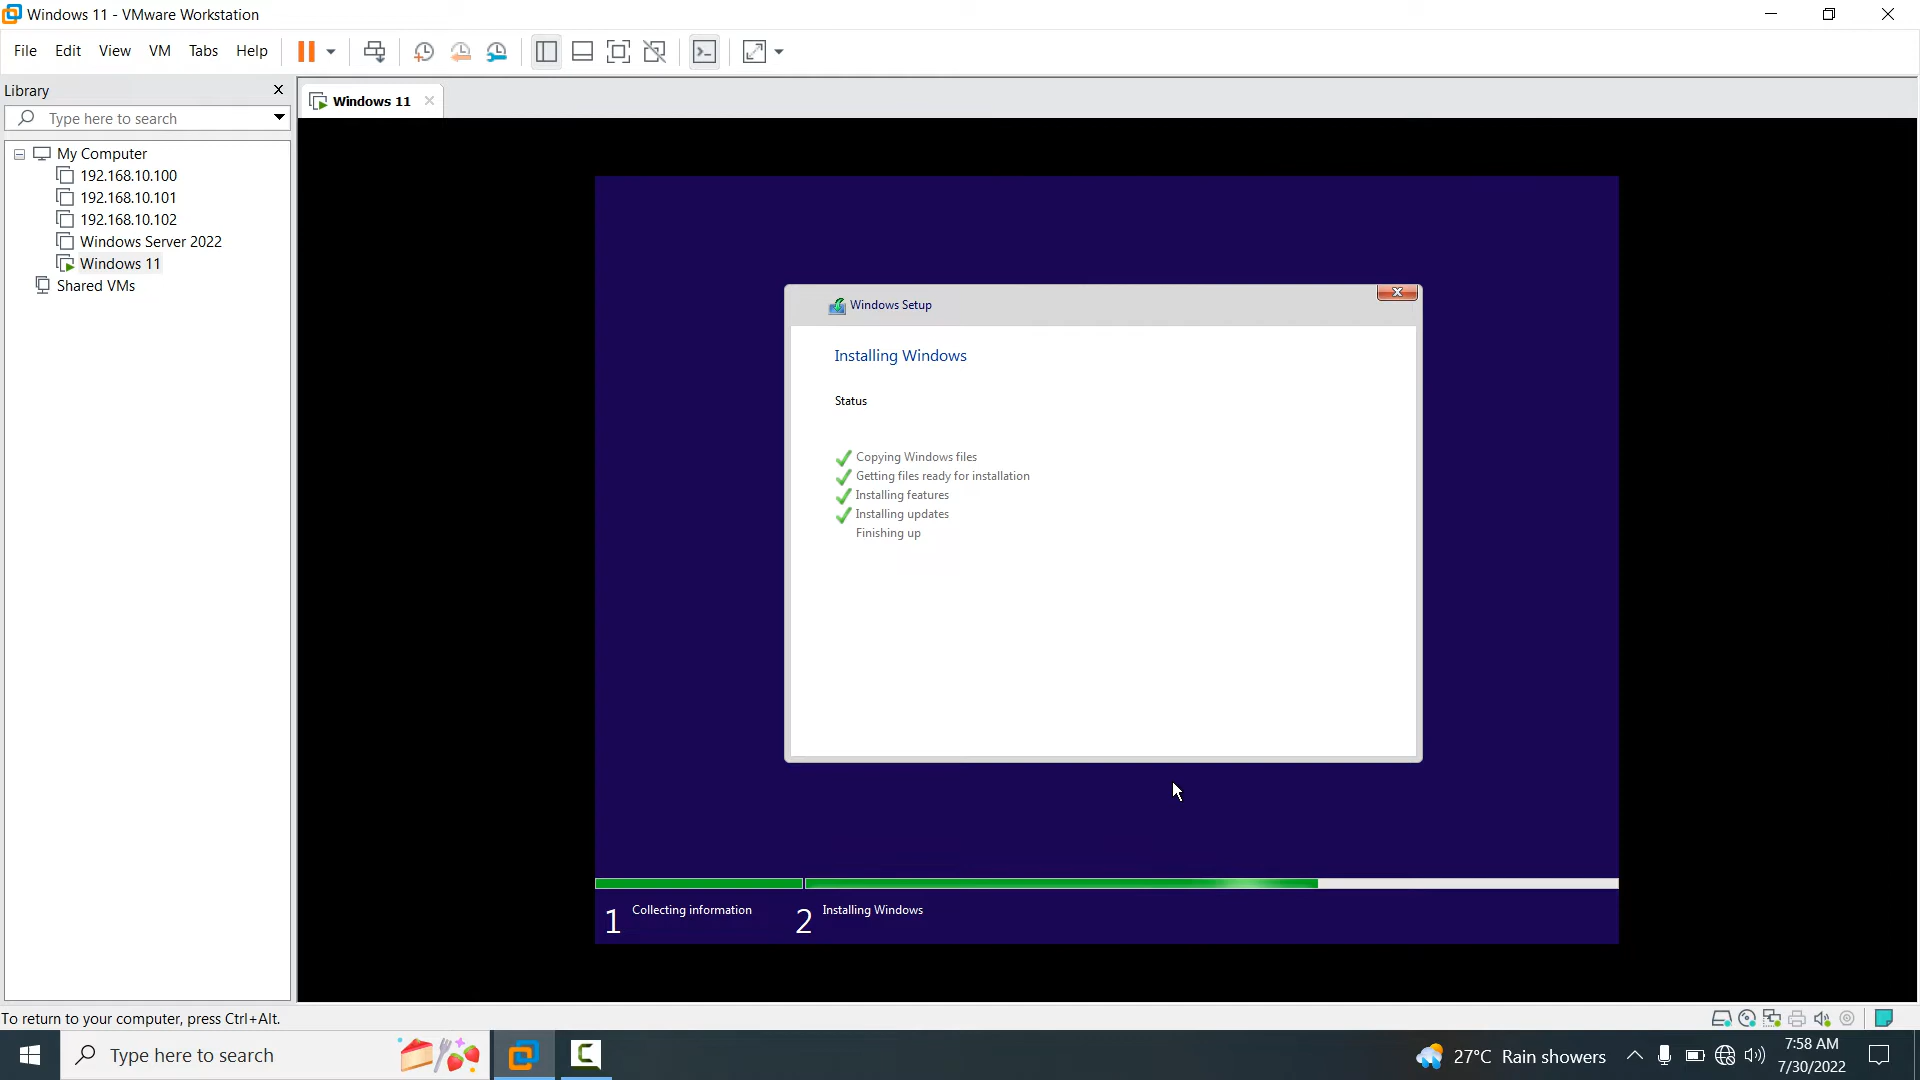 Windows 11 - VMware Workstation
File Edit View VM Tabs Help
Library
Type here to search
Windows 11
My Computer
192.168.10.100
192.168.10.101
192.168.10.102
Windows Server 2022
Windows 11
Shared VMs
Windows Setup
Installing Windows
Status
Copying Windows files
Getting files ready for installation
Installing features
Installing updates
Finishing up
1 Collecting information 2 Installing Windows
To return to your computer, press Ctrl+Alt.
Type here to search
27°C Rain showers
7:58 AM
7/30/2022